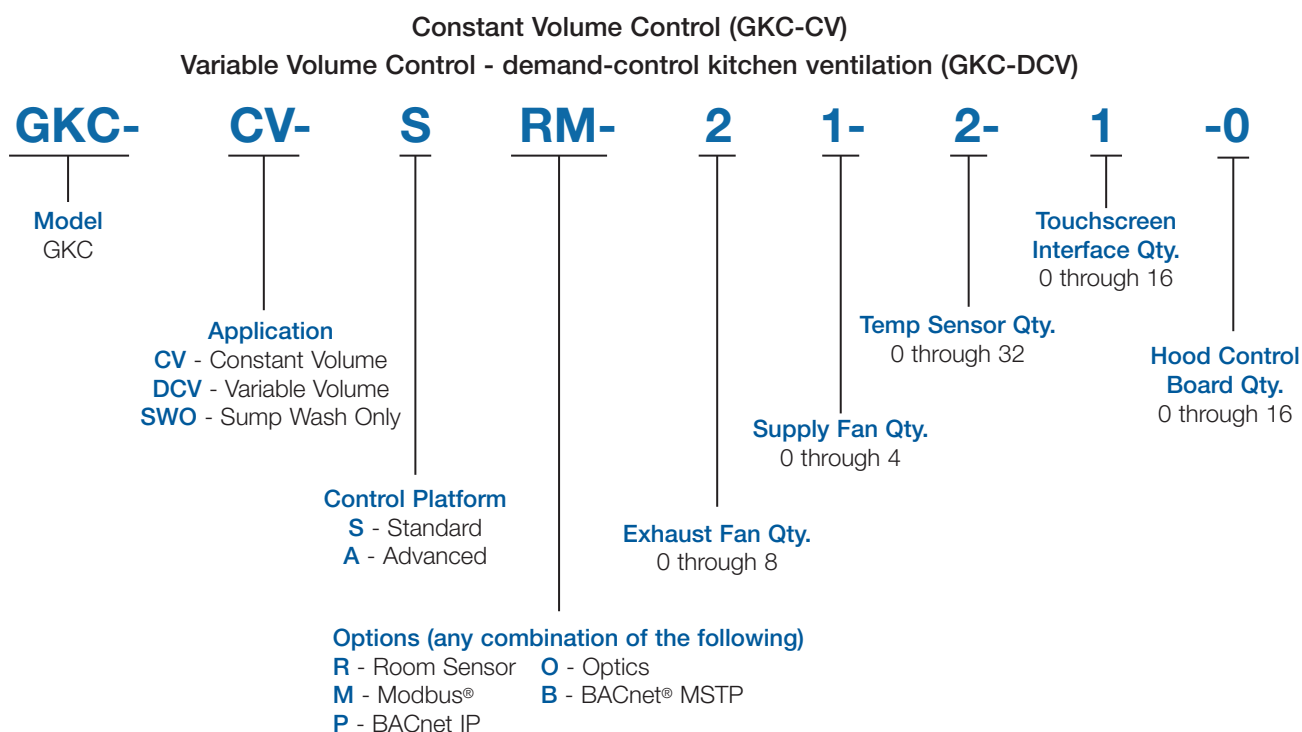 Constant Volume Control (GKC-CV)
Variable Volume Control - demand-control kitchen ventilation (GKC-DCV)
GKC- CV- S RM- 2 1- 2- 1 -0
Model
GKC
Touchscreen
Interface Qty.
0 through 16
Application
CV - Constant Volume
DCV - Variable Volume
SWO - Sump Wash Only
Temp Sensor Qty.
0 through 32
Hood Control
Board Qty.
0 through 16
Supply Fan Qty.
0 through 4
Control Platform
S - Standard
A - Advanced
Exhaust Fan Qty.
0 through 8
Options (any combination of the following)
R - Room Sensor O - Optics
M - Modbus® B - BACnet® MSTP
P - BACnet IP